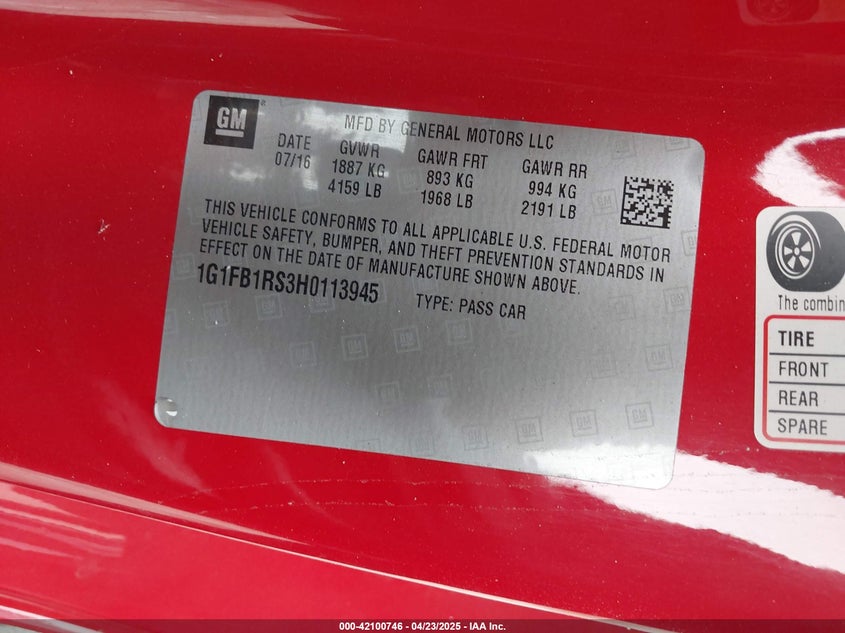 GM
MFD BY GENERAL MOTORS LLC
DATE GVWR GAWR FRT GAWR RR
07/16 1887 KG 893 KG 994 KG
4159 LB 1968 LB 2191 LB
THIS VEHICLE CONFORMS TO ALL APPLICABLE U.S. FEDERAL MOTOR
VEHICLE SAFETY, BUMPER, AND THEFT PREVENTION STANDARDS IN
EFFECT ON THE DATE OF MANUFACTURE SHOWN ABOVE.
1G1FB1RS3H0113945 TYPE: PASS CAR
The combin
TIRE
FRONT
REAR
SPARE
000-42100746 - 04/23/2025 - IAA Inc.